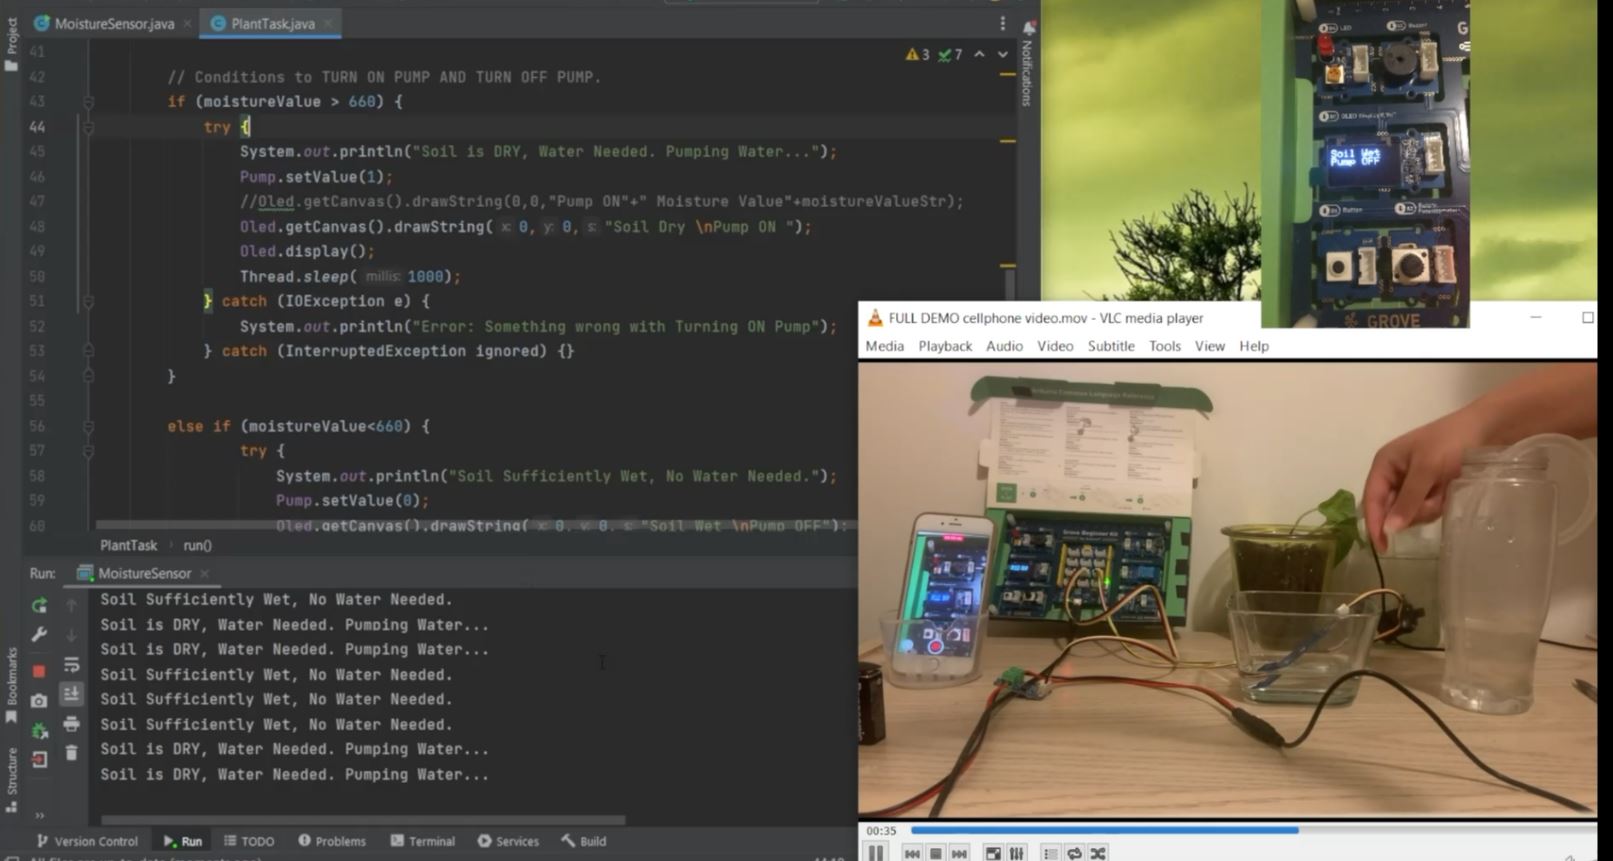 Project
MoistureSensor.java
PlantTask.java
3
7
Notifications
41
42 // Conditions to TURN ON PUMP AND TURN OFF PUMP.
43 if (moistureValue > 660) {
44 try {
45 System.out.println("Soil is DRY, Water Needed. Pumping Water...");
46 Pump.setValue(1);
47 //Oled.getCanvas().drawString(0,0,"Pump ON"+" Moisture Value"+moistureValueStr);
48 Oled.getCanvas().drawString( x: 0, y: 0, s: "Soil Dry \nPump ON ");
49 Oled.display();
50 Thread.sleep( millis: 1000);
51 } catch (IOException e) {
52 System.out.println("Error: Something wrong with Turning ON Pump");
53 } catch (InterruptedException ignored) {}
54 }
55
56 else if (moistureValue<660) {
57 try {
58 System.out.println("Soil Sufficiently Wet, No Water Needed.");
59 Pump.setValue(0);
60 Oled.getCanvas().drawString( x: 0, y: 0, s: "Soil Wet \nPump OFF");
PlantTask
run()
Run:
MoistureSensor
Soil Sufficiently Wet, No Water Needed.
Soil is DRY, Water Needed. Pumping Water...
Soil is DRY, Water Needed. Pumping Water...
Soil Sufficiently Wet, No Water Needed.
Soil Sufficiently Wet, No Water Needed.
Soil Sufficiently Wet, No Water Needed.
Soil is DRY, Water Needed. Pumping Water...
Soil is DRY, Water Needed. Pumping Water...
Bookmarks
Structure
Version Control
Run
TODO
Problems
Terminal
Services
Build
LED
Buzzer
Soil Wet
Pump OFF
Button
GROVE
FULL DEMO cellphone video.mov - VLC media player
Media Playback Audio Video Subtitle Tools View Help
Grove Beginner Kit
00:35